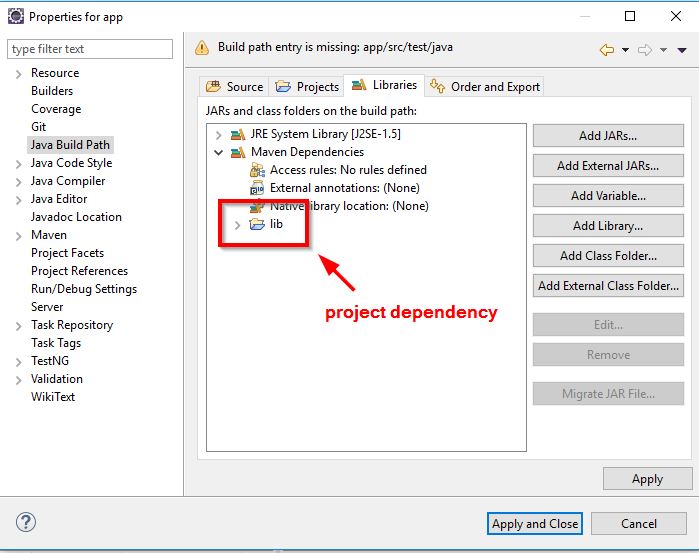 Properties for app
type filter text
Build path entry is missing: app/src/test/java
Resource
Builders
Coverage
Git
Java Build Path
Java Code Style
Java Compiler
Java Editor
Javadoc Location
Maven
Project Facets
Project References
Run/Debug Settings
Server
Task Repository
Task Tags
TestNG
Validation
WikiText
Source
Projects
Libraries
Order and Export
JARs and class folders on the build path:
JRE System Library [J2SE-1.5]
Maven Dependencies
Access rules: No rules defined
External annotations: (None)
Native library location: (None)
lib
project dependency
Add JARs...
Add External JARs...
Add Variable...
Add Library...
Add Class Folder...
Add External Class Folder...
Edit...
Remove
Migrate JAR File...
Apply
Apply and Close
Cancel